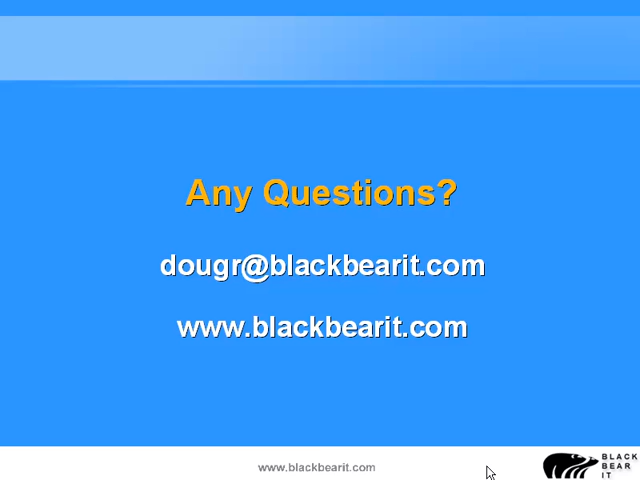 Any Questions?
dougr@blackbearit.com
www.blackbearit.com
www.blackbearit.com
BLACK
BEAR
IT